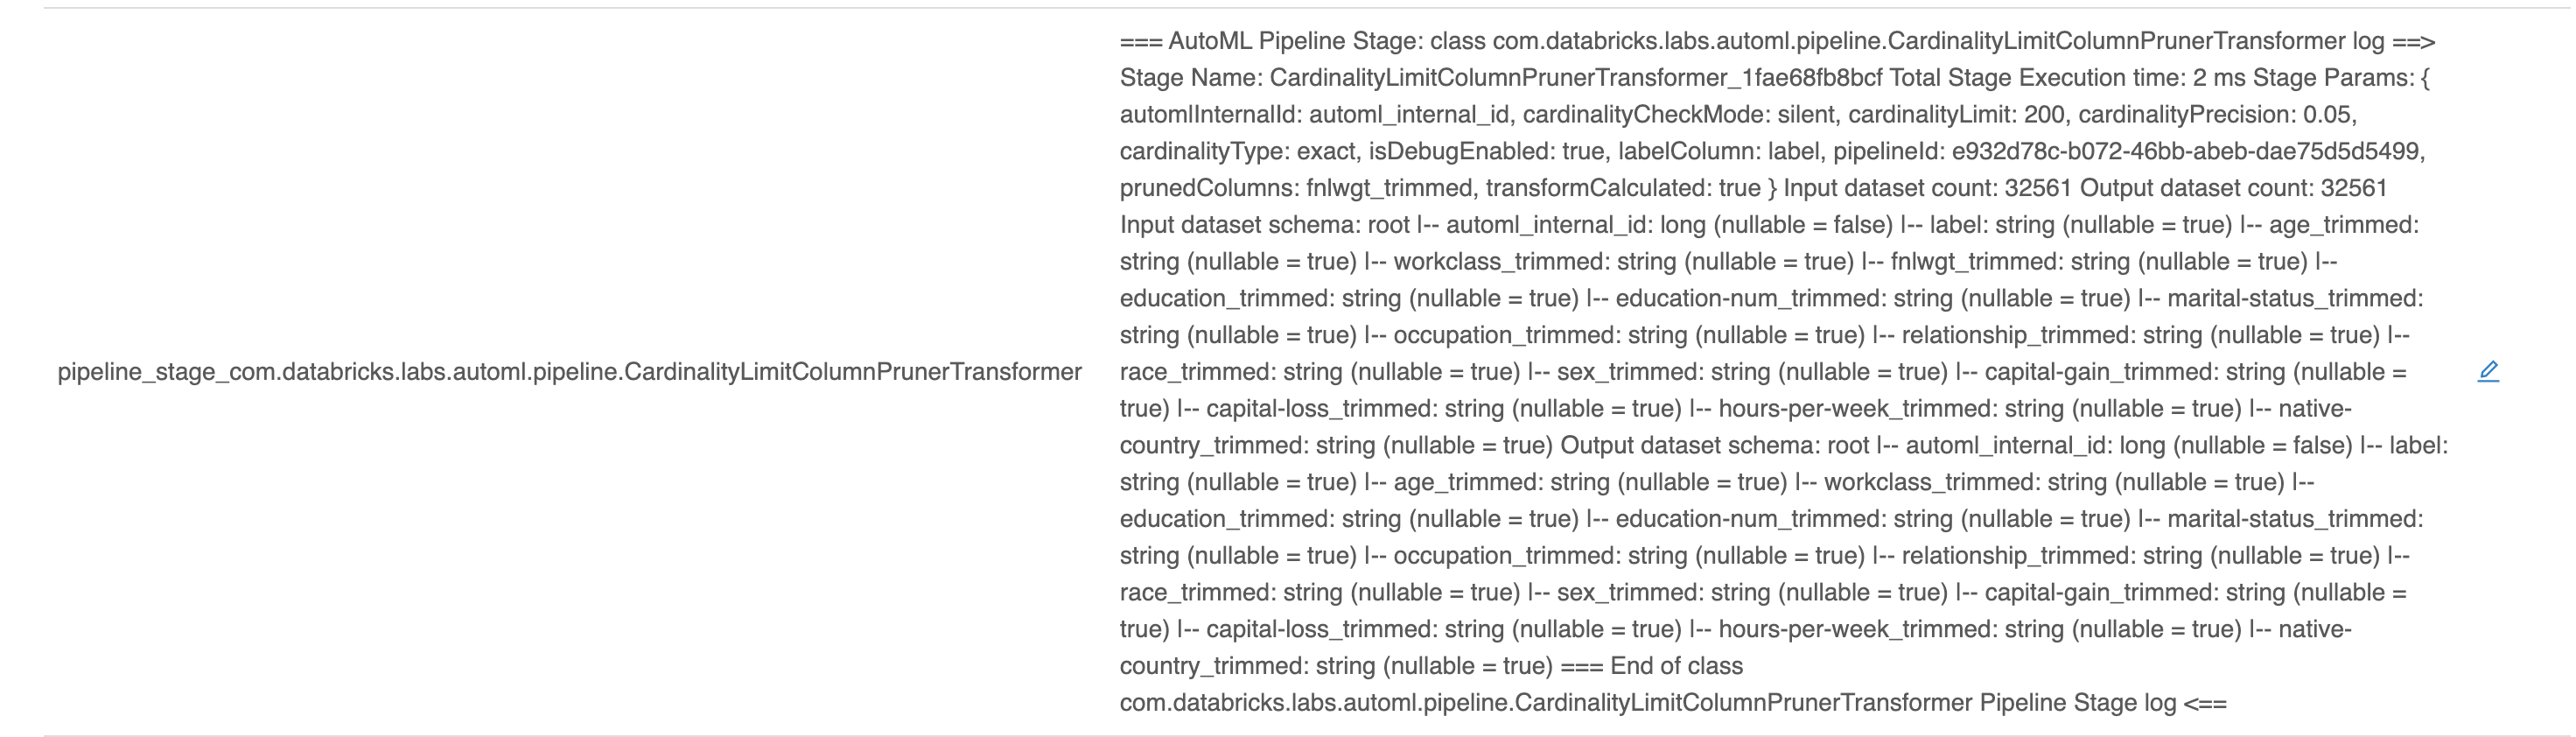 === AutoML Pipeline Stage: class com.databricks.labs.automl.pipeline.CardinalityLimitColumnPrunerTransformer log ==>
Stage Name: CardinalityLimitColumnPrunerTransformer_1fae68fb8bcf Total Stage Execution time: 2 ms Stage Params: {
automlInternalId: automl_internal_id, cardinalityCheckMode: silent, cardinalityLimit: 200, cardinalityPrecision: 0.05,
cardinalityType: exact, isDebugEnabled: true, labelColumn: label, pipelineId: e932d78c-b072-46bb-abeb-dae75d5d5499,
prunedColumns: fnlwgt_trimmed, transformCalculated: true } Input dataset count: 32561 Output dataset count: 32561
Input dataset schema: root |-- automl_internal_id: long (nullable = false) |-- label: string (nullable = true) |-- age_trimmed:
string (nullable = true) |-- workclass_trimmed: string (nullable = true) |-- fnlwgt_trimmed: string (nullable = true) |--
education_trimmed: string (nullable = true) |-- education-num_trimmed: string (nullable = true) |-- marital-status_trimmed:
string (nullable = true) |-- occupation_trimmed: string (nullable = true) |-- relationship_trimmed: string (nullable = true) |--
pipeline_stage_com.databricks.labs.automl.pipeline.CardinalityLimitColumnPrunerTransformer
race_trimmed: string (nullable = true) |-- sex_trimmed: string (nullable = true) |-- capital-gain_trimmed: string (nullable =
true) |-- capital-loss_trimmed: string (nullable = true) |-- hours-per-week_trimmed: string (nullable = true) |-- native-
country_trimmed: string (nullable = true) Output dataset schema: root |-- automl_internal_id: long (nullable = false) |-- label:
string (nullable = true) |-- age_trimmed: string (nullable = true) |-- workclass_trimmed: string (nullable = true) |--
education_trimmed: string (nullable = true) |-- education-num_trimmed: string (nullable = true) |-- marital-status_trimmed:
string (nullable = true) |-- occupation_trimmed: string (nullable = true) |-- relationship_trimmed: string (nullable = true) |--
race_trimmed: string (nullable = true) |-- sex_trimmed: string (nullable = true) |-- capital-gain_trimmed: string (nullable =
true) |-- capital-loss_trimmed: string (nullable = true) |-- hours-per-week_trimmed: string (nullable = true) |-- native-
country_trimmed: string (nullable = true) === End of class
com.databricks.labs.automl.pipeline.CardinalityLimitColumnPrunerTransformer Pipeline Stage log <==